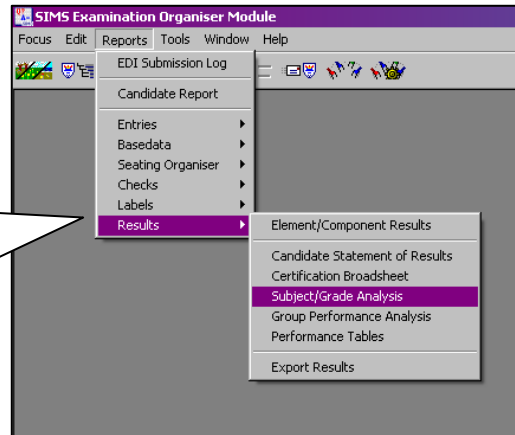 SIMS Examination Organiser Module
Focus Edit Reports Tools Window Help
EDI Submission Log
Candidate Report
Entries
Basedata
Seating Organiser
Checks
Labels
Results
Element/Component Results
Candidate Statement of Results
Certification Broadsheet
Subject/Grade Analysis
Group Performance Analysis
Performance Tables
Export Results